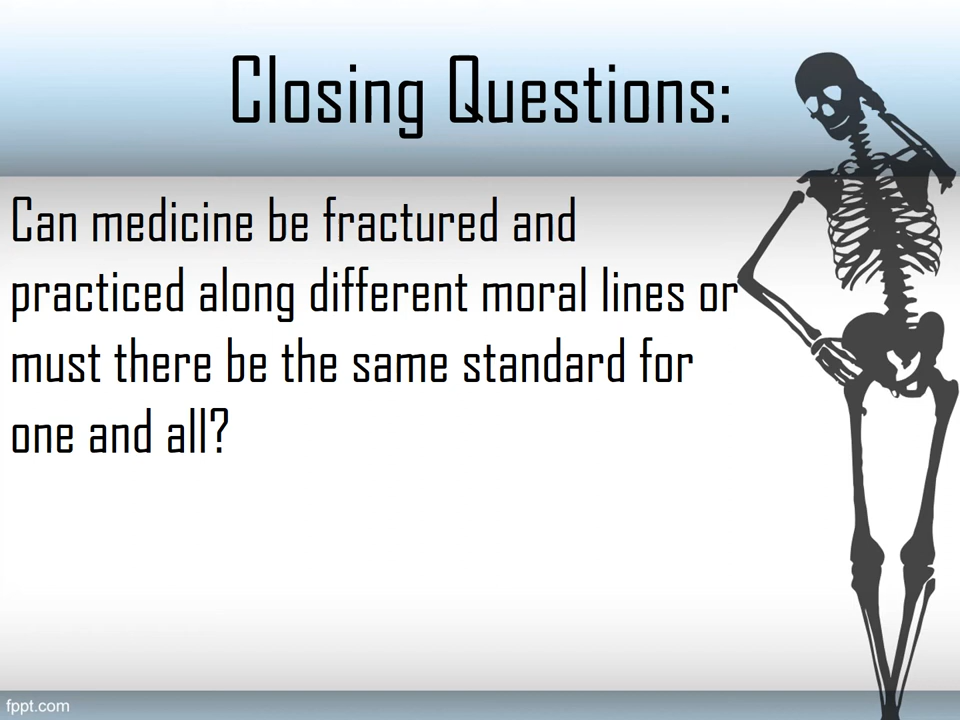 Closing Questions:
Can medicine be fractured and
practiced along different moral lines or
must there be the same standard for
one and all?
fppt.com